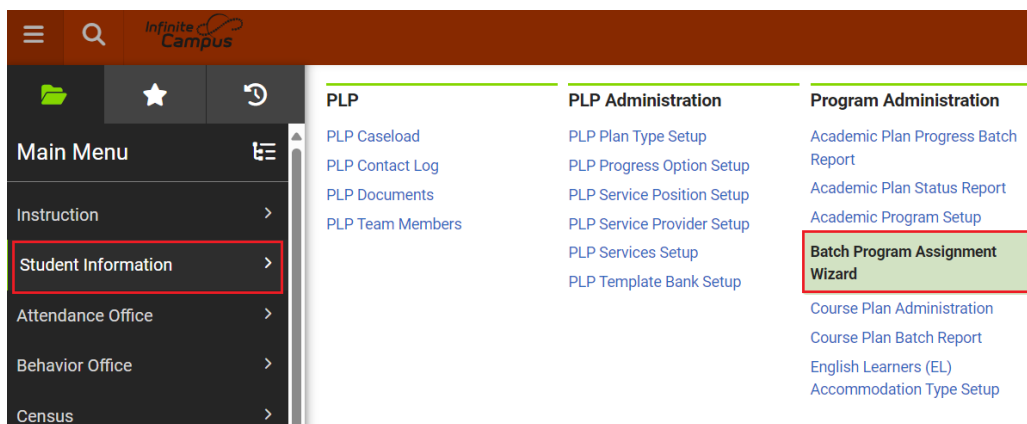 Infinite
Campus
Main Menu
Instruction
Student Information
Attendance Office
Behavior Office
Census
PLP
PLP Caseload
PLP Contact Log
PLP Documents
PLP Team Members
PLP Administration
PLP Plan Type Setup
PLP Progress Option Setup
PLP Service Position Setup
PLP Service Provider Setup
PLP Services Setup
PLP Template Bank Setup
Program Administration
Academic Plan Progress Batch
Report
Academic Plan Status Report
Academic Program Setup
Batch Program Assignment
Wizard
Course Plan Administration
Course Plan Batch Report
English Learners (EL)
Accommodation Type Setup